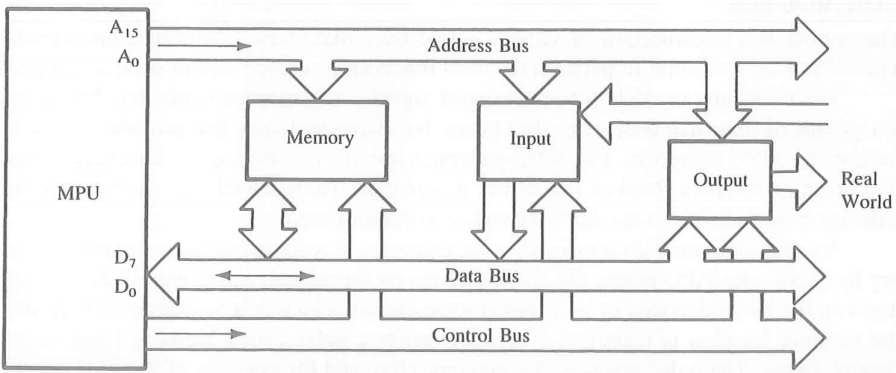 A15
A0
Address Bus
Memory
Input
Output
Real
World
MPU
D7
D0
Data Bus
Control Bus